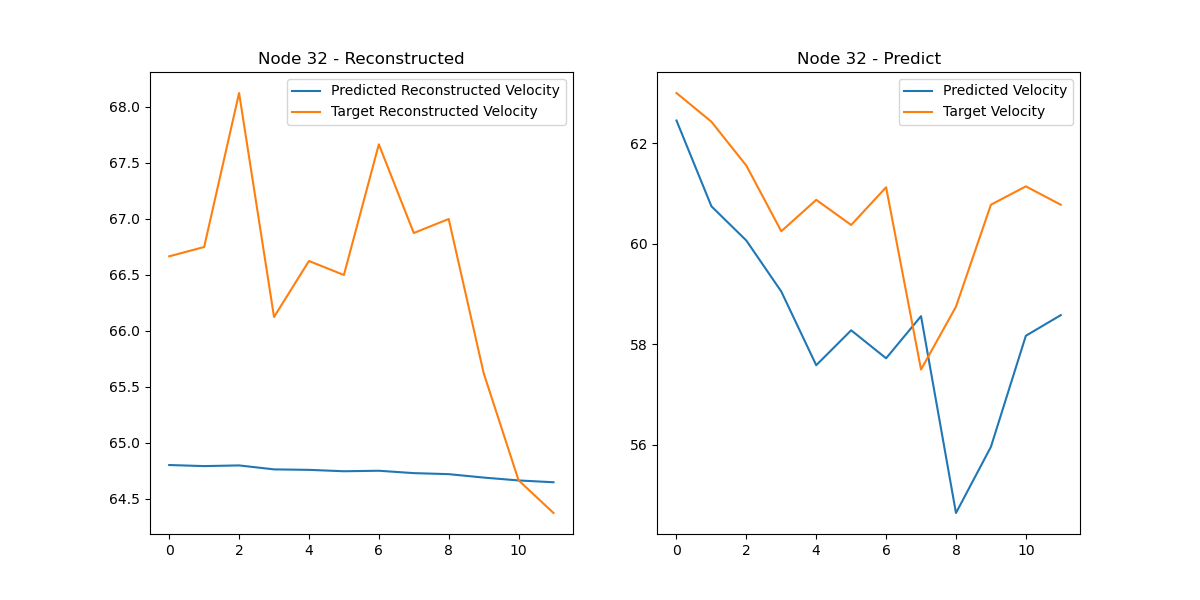 Node 32 - Reconstructed
Predicted Reconstructed Velocity
Target Reconstructed Velocity
68.0
67.5
67.0
66.5
66.0
65.5
65.0
64.5
0 2 4 6 8 10
Node 32 - Predict
Predicted Velocity
Target Velocity
62
60
58
56
0 2 4 6 8 10